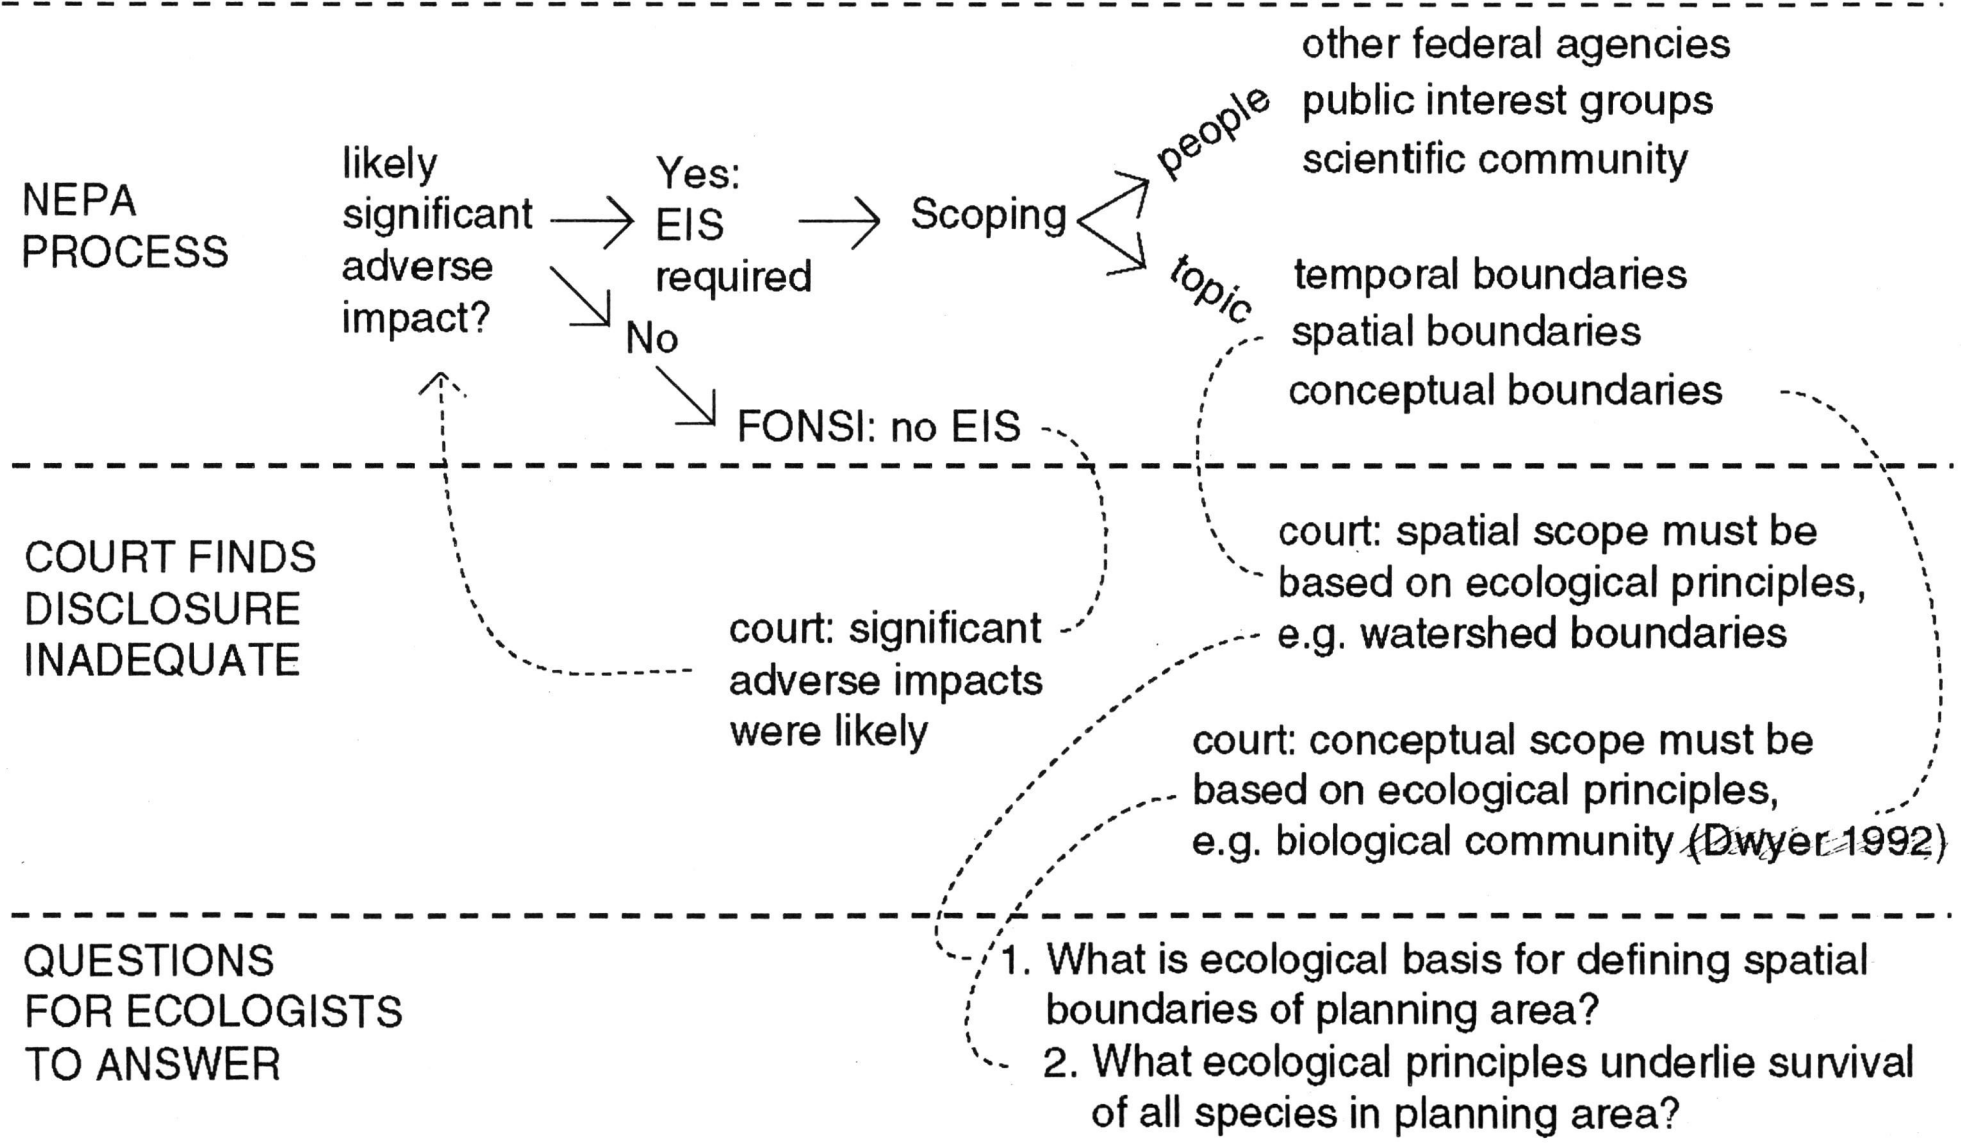 NEPA
PROCESS
likely
significant
adverse
impact?
Yes:
EIS
required
No
FONSI: no EIS
Scoping
people
other federal agencies
public interest groups
scientific community
topic
temporal boundaries
spatial boundaries
conceptual boundaries
COURT FINDS
DISCLOSURE
INADEQUATE
court: significant
adverse impacts
were likely
court: spatial scope must be
based on ecological principles,
e.g. watershed boundaries
court: conceptual scope must be
based on ecological principles,
e.g. biological community (Dwyer 1992)
QUESTIONS
FOR ECOLOGISTS
TO ANSWER
1. What is ecological basis for defining spatial
boundaries of planning area?
2. What ecological principles underlie survival
of all species in planning area?